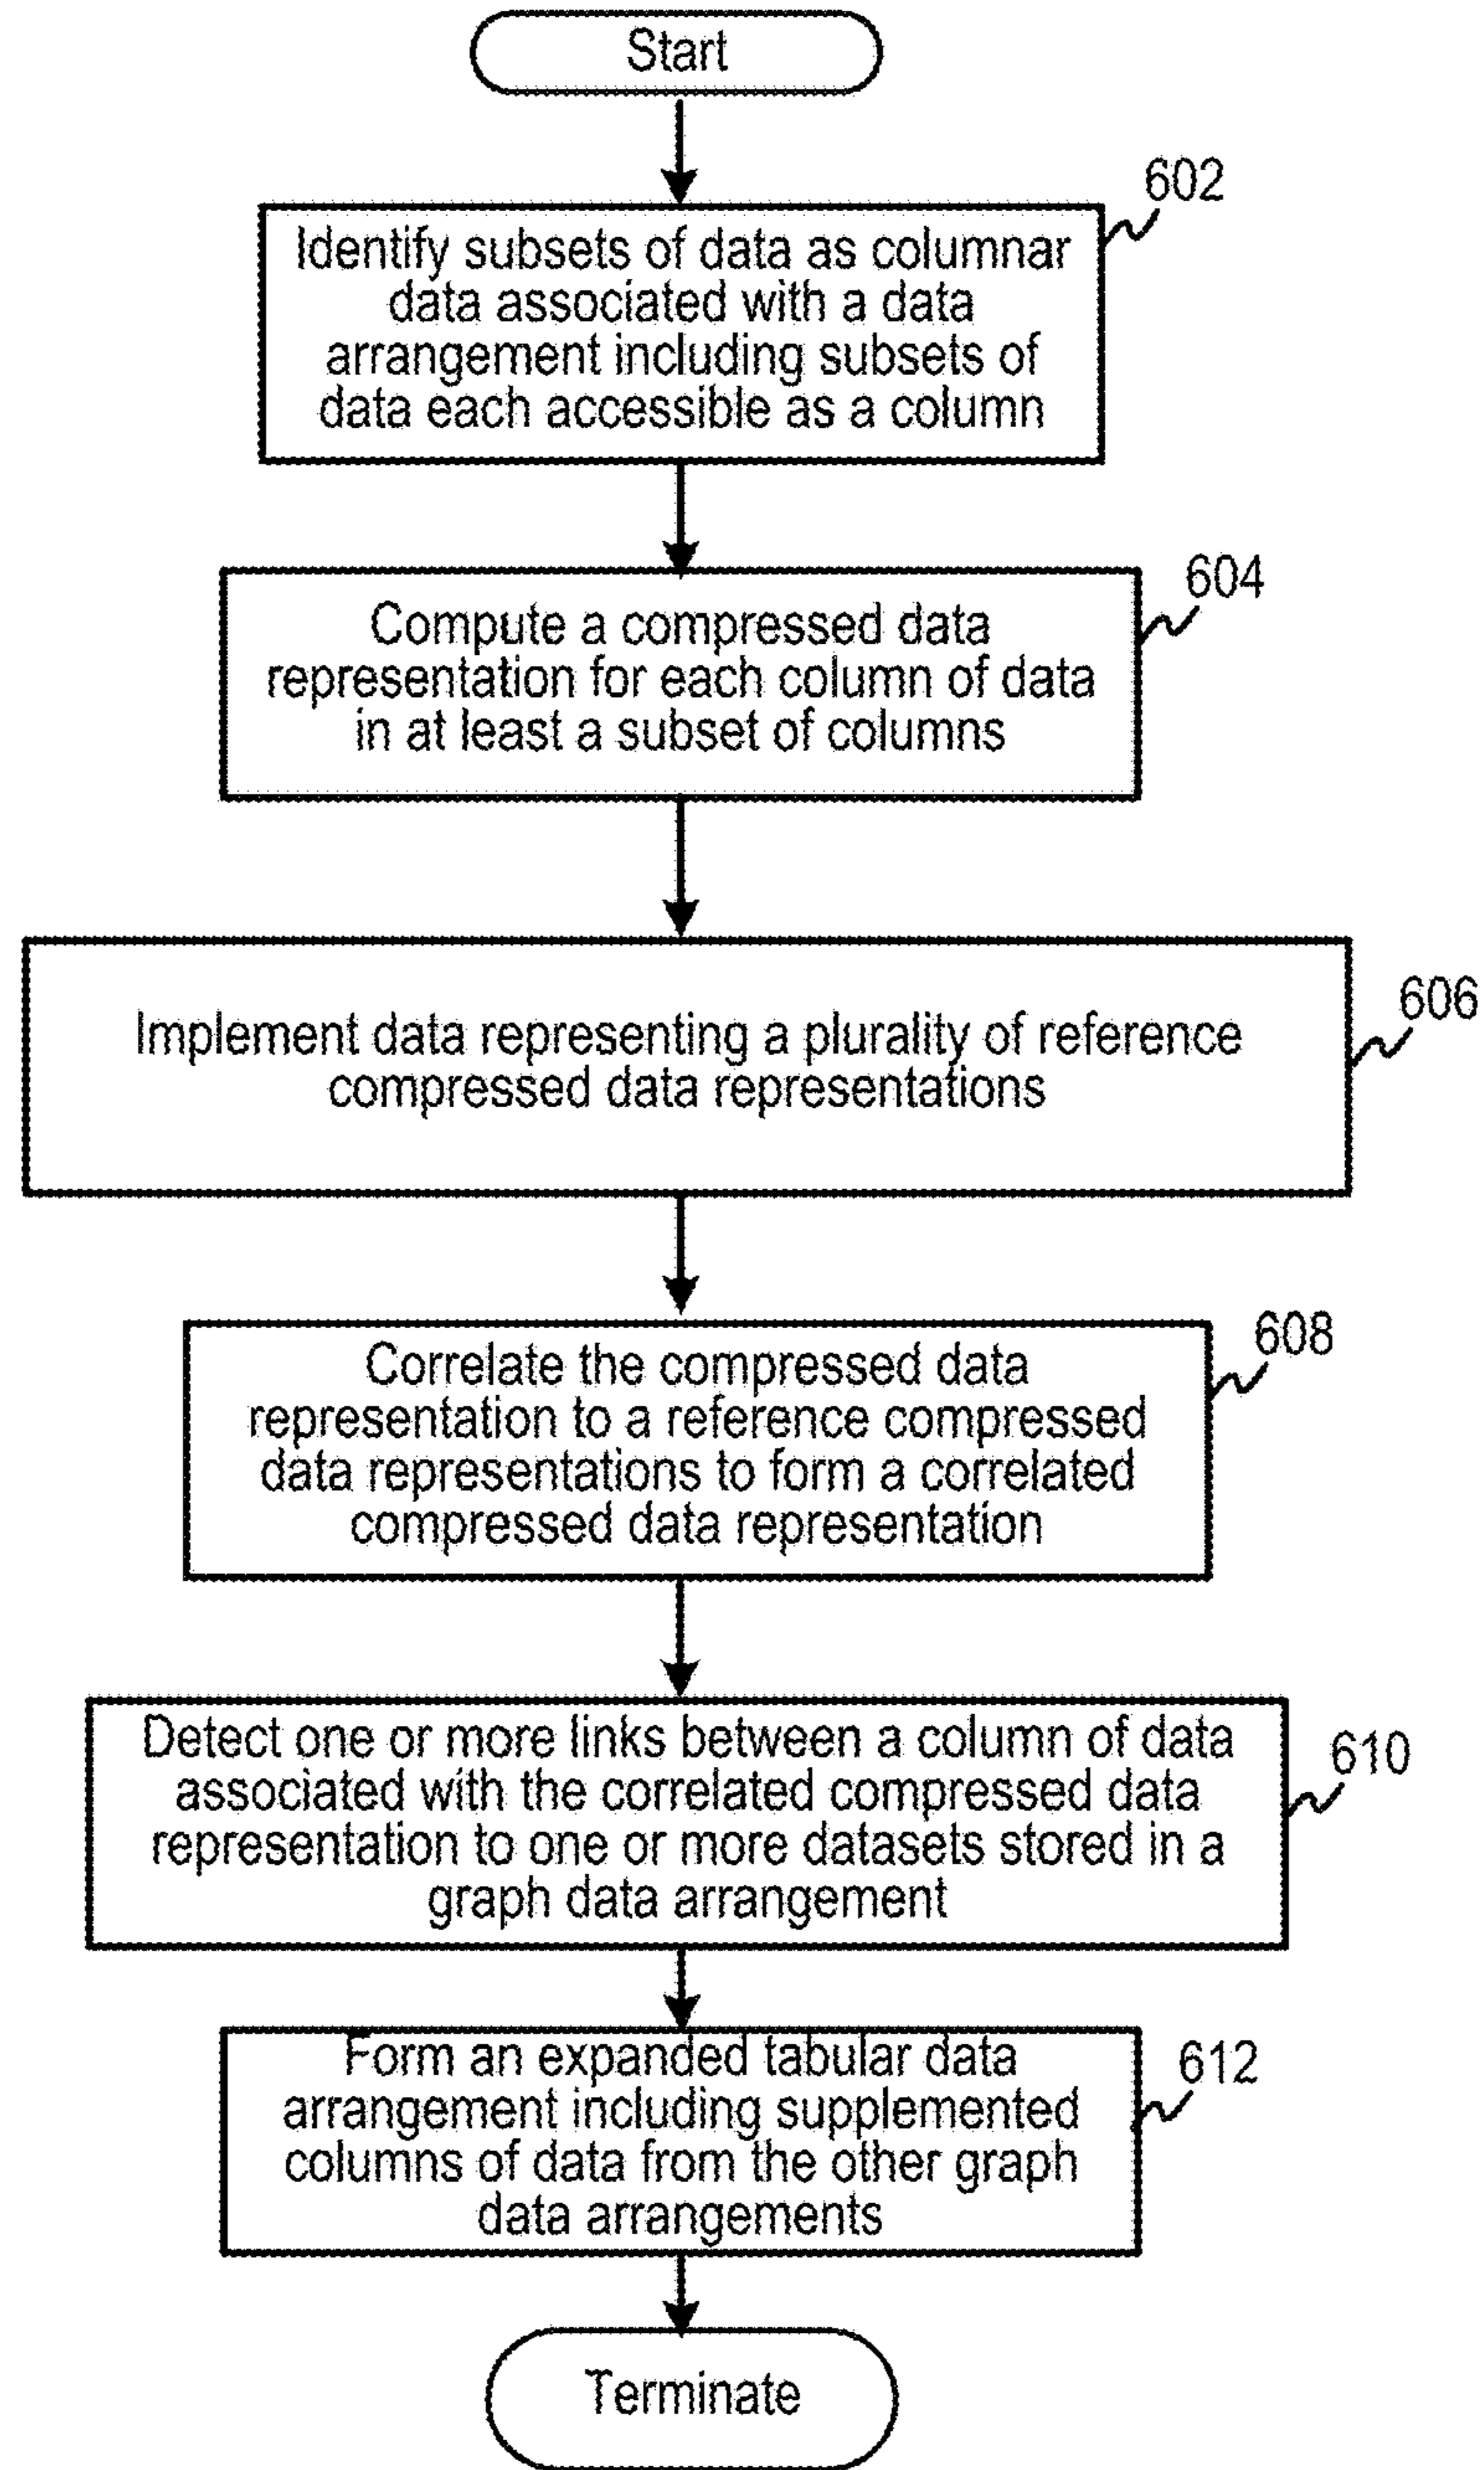 Start
602
Identify subsets of data as columnar
data associated with a data
arrangement including subsets of
data each accessible as a column
604
Compute a compressed data
representation for each column of data
in at least a subset of columns
606
Implement data representing a plurality of reference
compressed data representations
608
Correlate the compressed data
representation to a reference compressed
data representations to form a correlated
compressed data representation
610
Detect one or more links between a column of data
associated with the correlated compressed data
representation to one or more datasets stored in a
graph data arrangement
612
Form an expanded tabular data
arrangement including supplemented
columns of data from the other graph
data arrangements
Terminate